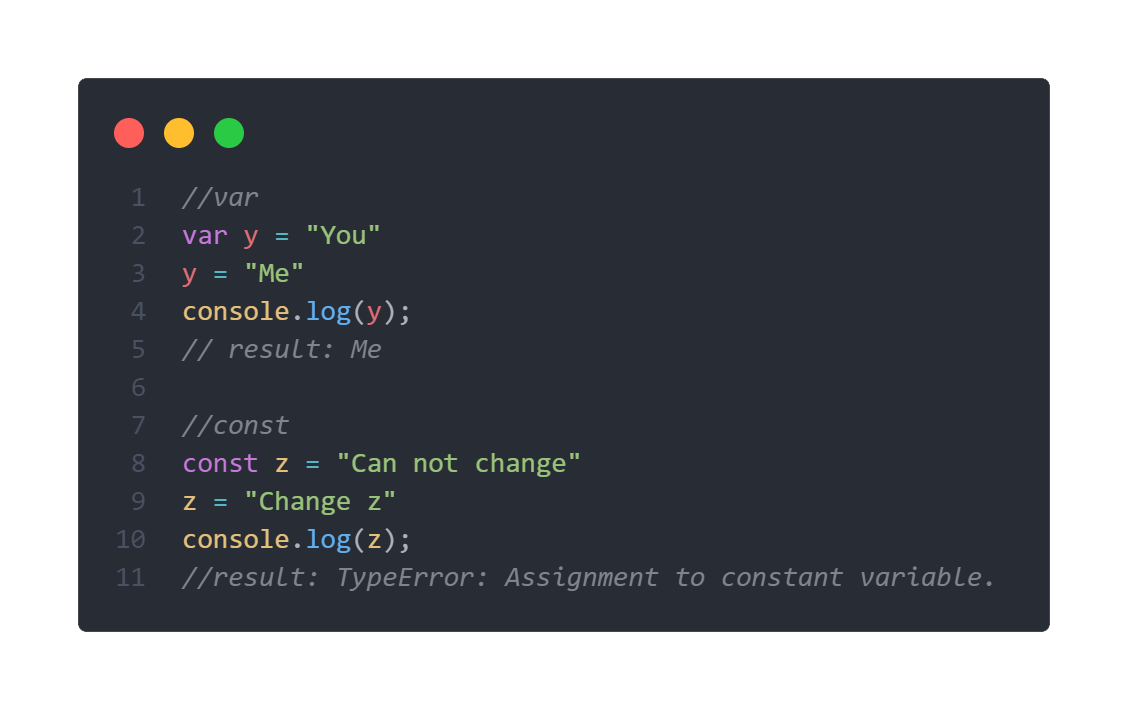 1 //var
2 var y = "You"
3 y = "Me"
4 console.log(y);
5 // result: Me
6
7 //const
8 const z = "Can not change"
9 z = "Change z"
10 console.log(z);
11 //result: TypeError: Assignment to constant variable.